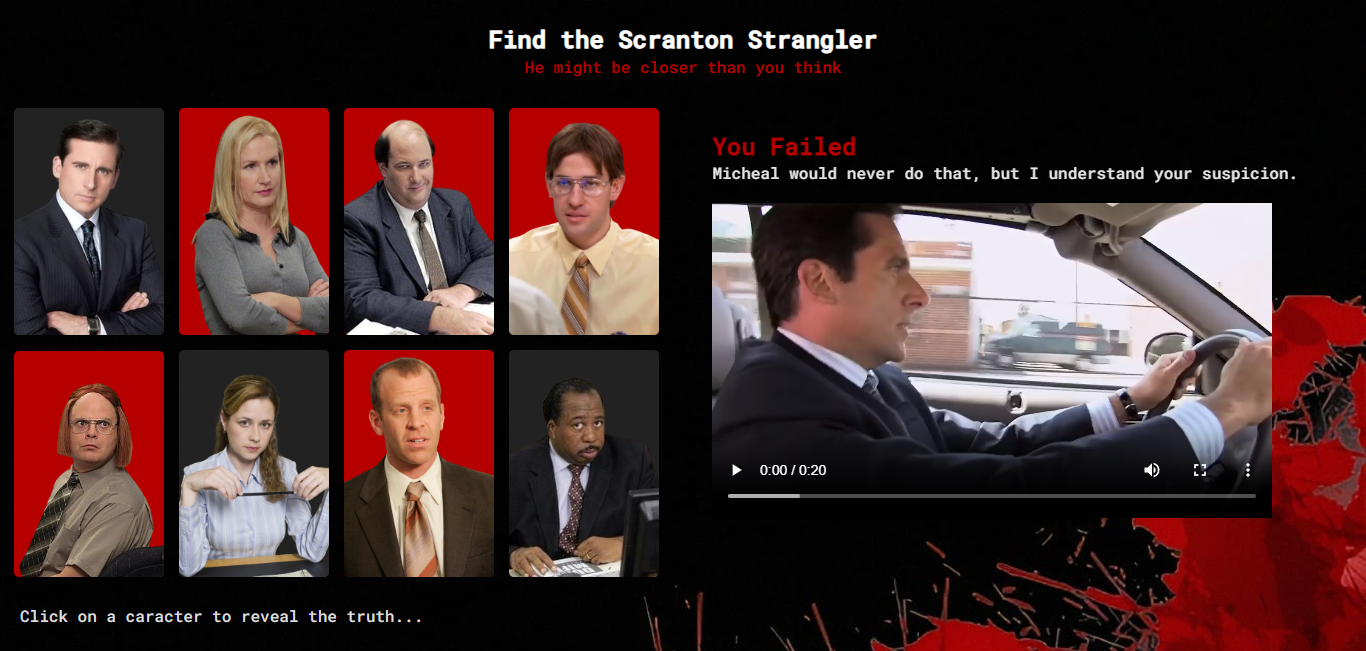 Find the Scranton Strangler
He might be closer than you think
You Failed
Micheal would never do that, but I understand your suspicion.
0:00 / 0:20
Click on a caracter to reveal the truth...